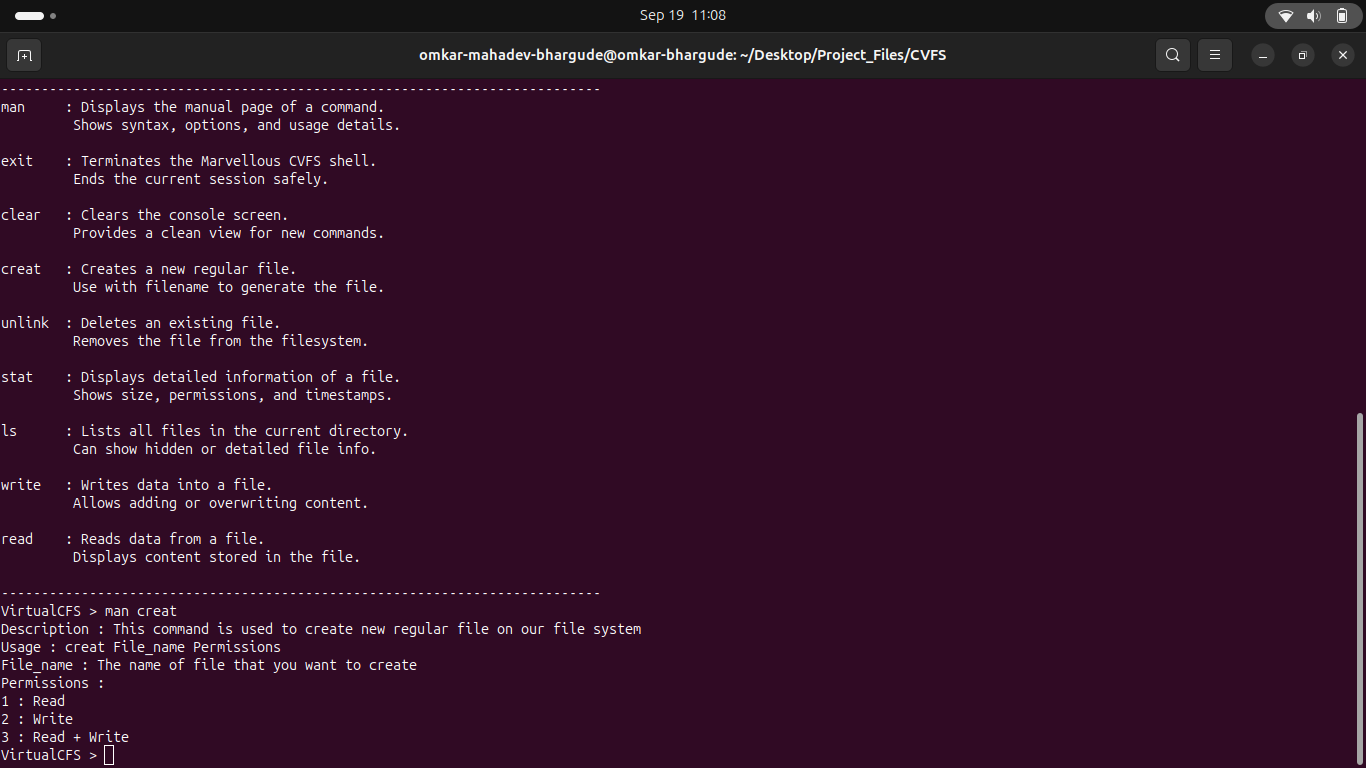 Sep 19 11:08
omkar-mahadev-bhargude@omkar-bhargude: ~/Desktop/Project_Files/CVFS
---------------------------------------------------------------------------
man     : Displays the manual page of a command.
         Shows syntax, options, and usage details.
exit    : Terminates the Marvellous CVFS shell.
         Ends the current session safely.
clear   : Clears the console screen.
         Provides a clean view for new commands.
creat   : Creates a new regular file.
         Use with filename to generate the file.
unlink  : Deletes an existing file.
         Removes the file from the filesystem.
stat    : Displays detailed information of a file.
         Shows size, permissions, and timestamps.
ls      : Lists all files in the current directory.
         Can show hidden or detailed file info.
write   : Writes data into a file.
         Allows adding or overwriting content.
read    : Reads data from a file.
         Displays content stored in the file.
---------------------------------------------------------------------------
VirtualCFS > man creat
Description : This command is used to create new regular file on our file system
Usage : creat File_name Permissions
File_name : The name of file that you want to create
Permissions :
1 : Read
2 : Write
3 : Read + Write
VirtualCFS >